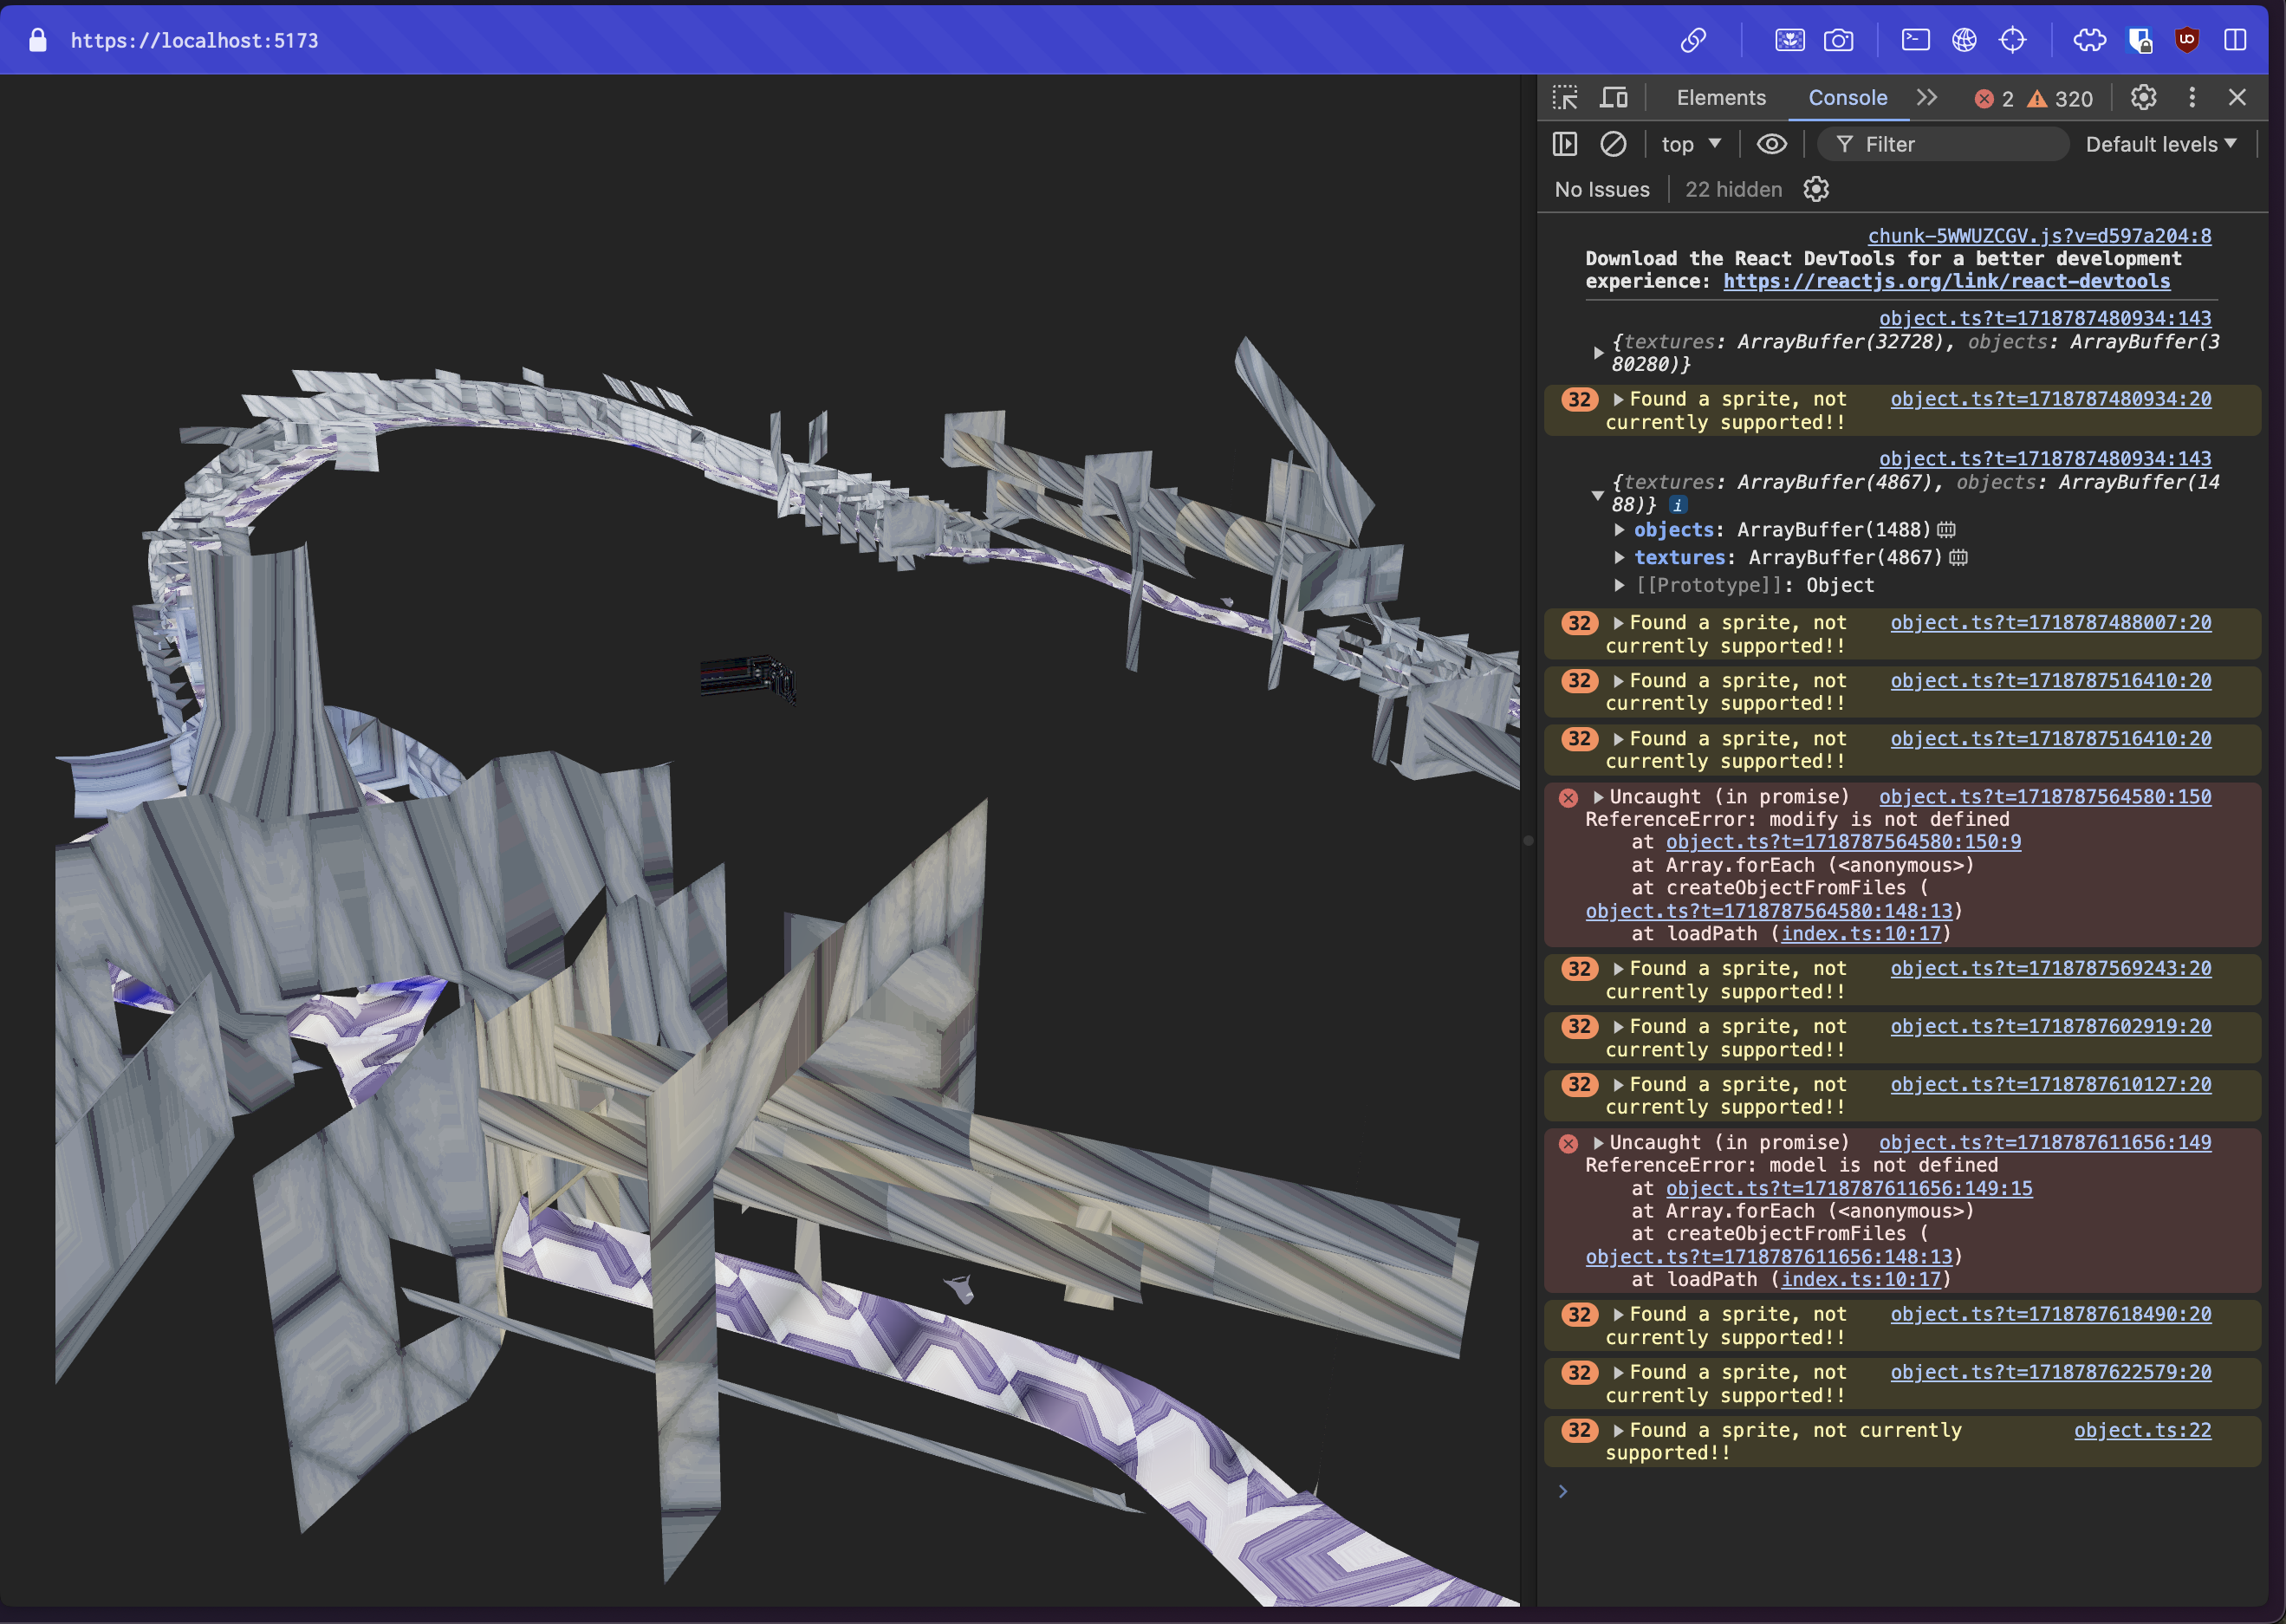 https://localhost:5173
Elements Console 2 320
top Filter Default levels
No Issues 22 hidden
chunk-5WWUZCGV.js?v=d597a204:8
Download the React DevTools for a better development
experience: https://reactjs.org/link/react-devtools
object.ts?t=1718787480934:143
{textures: ArrayBuffer(32728), objects: ArrayBuffer(3
80280)}
32 Found a sprite, not object.ts?t=1718787480934:20
currently supported!!
object.ts?t=1718787480934:143
{textures: ArrayBuffer(4867), objects: ArrayBuffer(14
88)} i
objects: ArrayBuffer(1488)
textures: ArrayBuffer(4867)
[[Prototype]]: Object
32 Found a sprite, not object.ts?t=1718787488007:20
currently supported!!
32 Found a sprite, not object.ts?t=1718787516410:20
currently supported!!
32 Found a sprite, not object.ts?t=1718787516410:20
currently supported!!
Uncaught (in promise) object.ts?t=1718787564580:150
ReferenceError: modify is not defined
at object.ts?t=1718787564580:150:9
at Array.forEach (<anonymous>)
at createObjectFromFiles (
object.ts?t=1718787564580:148:13)
at loadPath (index.ts:10:17)
32 Found a sprite, not object.ts?t=1718787569243:20
currently supported!!
32 Found a sprite, not object.ts?t=1718787602919:20
currently supported!!
32 Found a sprite, not object.ts?t=1718787610127:20
currently supported!!
Uncaught (in promise) object.ts?t=1718787611656:149
ReferenceError: model is not defined
at object.ts?t=1718787611656:149:15
at Array.forEach (<anonymous>)
at createObjectFromFiles (
object.ts?t=1718787611656:148:13)
at loadPath (index.ts:10:17)
32 Found a sprite, not object.ts?t=1718787618490:20
currently supported!!
32 Found a sprite, not object.ts?t=1718787622579:20
currently supported!!
32 Found a sprite, not currently object.ts:22
supported!!